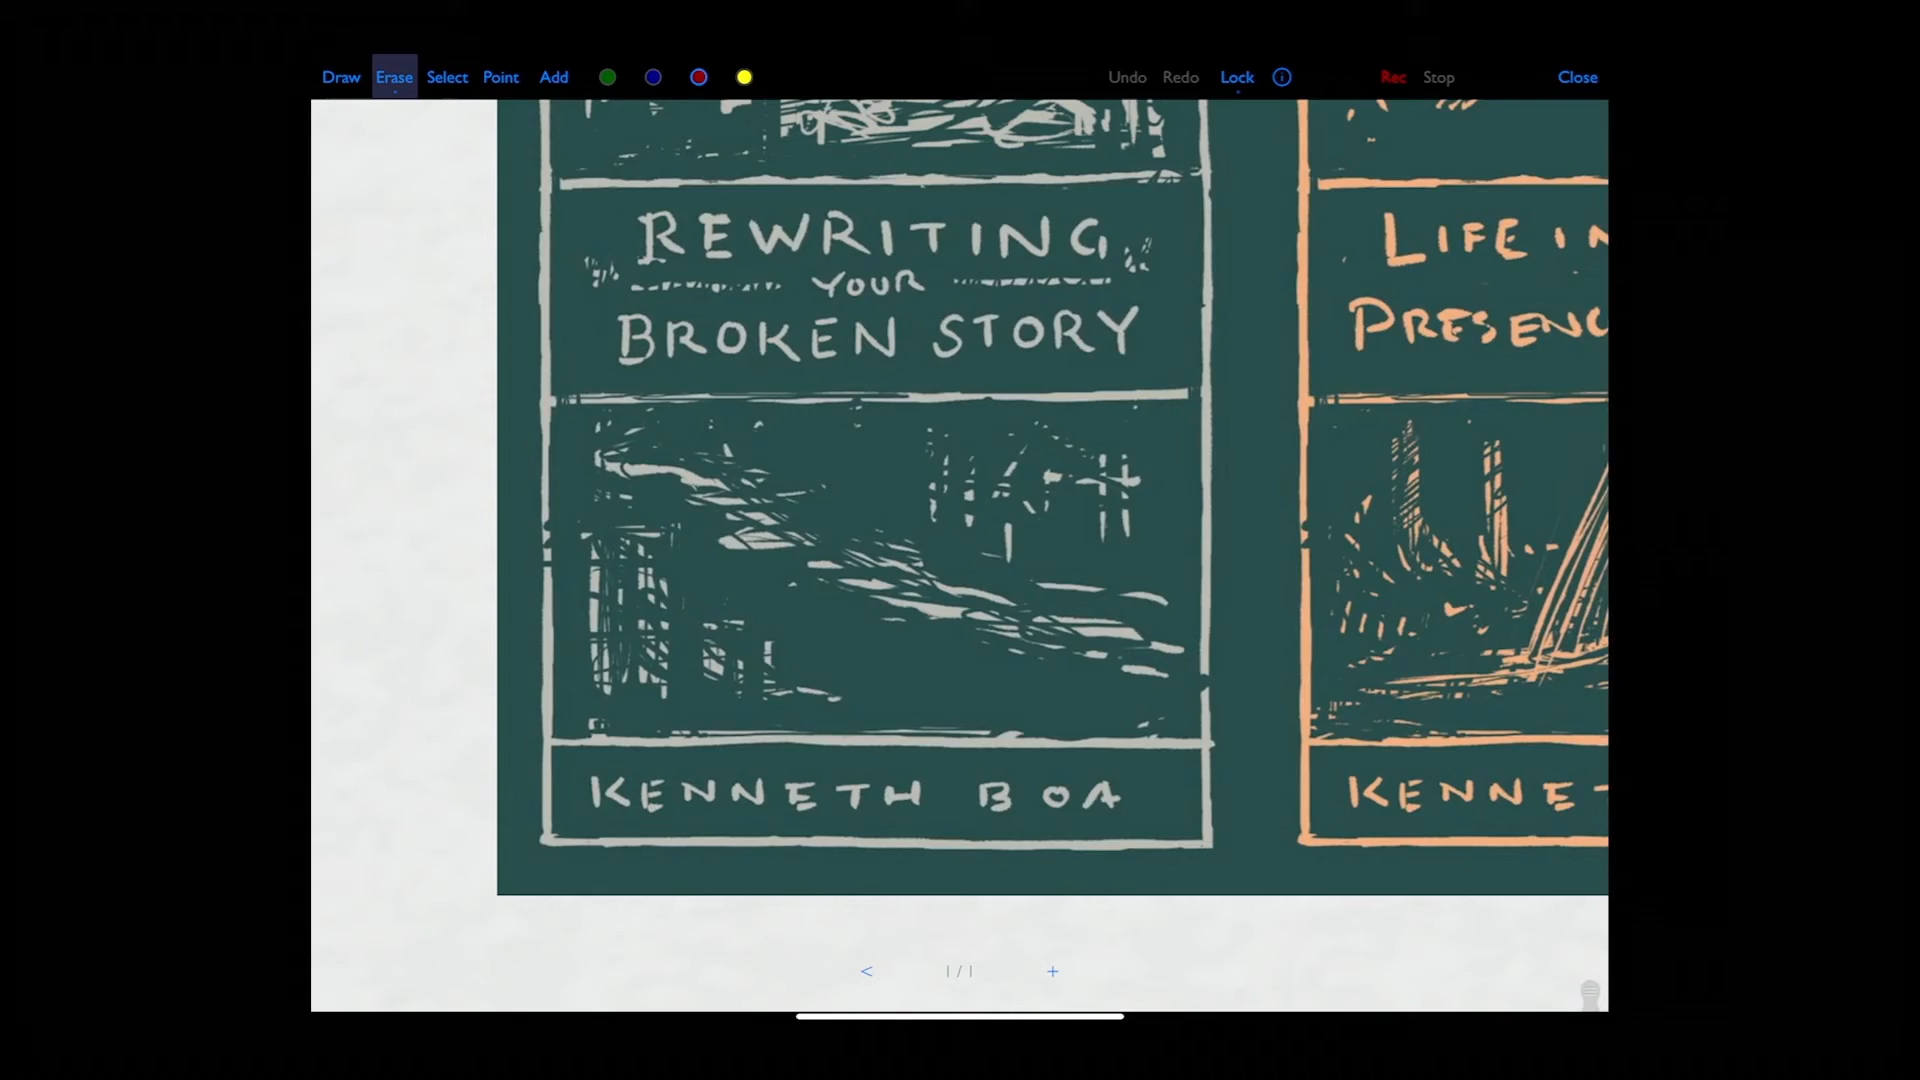 Draw Erase Select Point Add Undo Redo Lock Rec Stop Close
REWRITING
YOUR
BROKEN STORY
KENNETH BOA
LIFE IN
PRESENC
KENNET
< 1 / 1 +